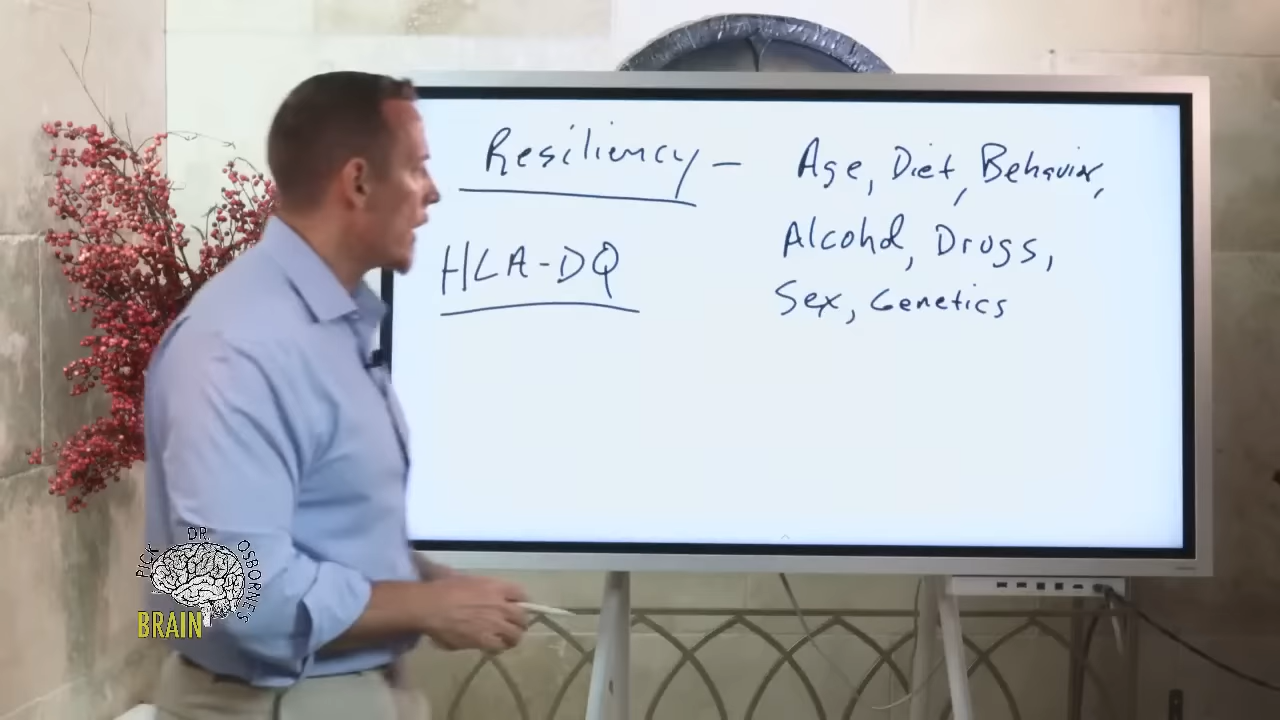 Resiliency - Age, Diet, Behavior,
Alcohol, Drugs,
HLA-DQ
Sex, Genetics
PICK DR OSBORNE'S
BRAIN